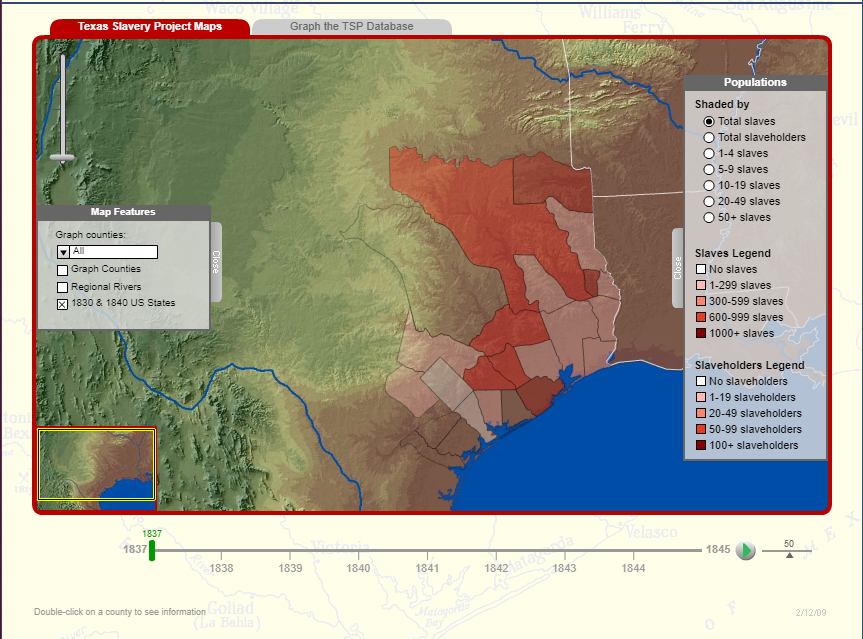 Waco Village
Williams
Ferry
San Augustine
Texas Slavery Project Maps
Graph the TSP Database
Populations
Shaded by
Total slaves
Total slaveholders
1-4 slaves
5-9 slaves
10-19 slaves
20-49 slaves
50+ slaves
Map Features
Graph counties:
All
Graph Counties
Regional Rivers
1830 & 1840 US States
Close
Close
Slaves Legend
No slaves
1-299 slaves
300-599 slaves
600-999 slaves
1000+ slaves
Slaveholders Legend
No slaveholders
1-19 slaveholders
20-49 slaveholders
50-99 slaveholders
100+ slaveholders
1837
1837
1845
50
1838
1839
1840
1841
1842
1843
1844
Victoria
Velasco
Matagorda
Matagorda
Bay
Goliad
(La Bahia)
M E X
O F
Double-click on a county to see information
2/12/09